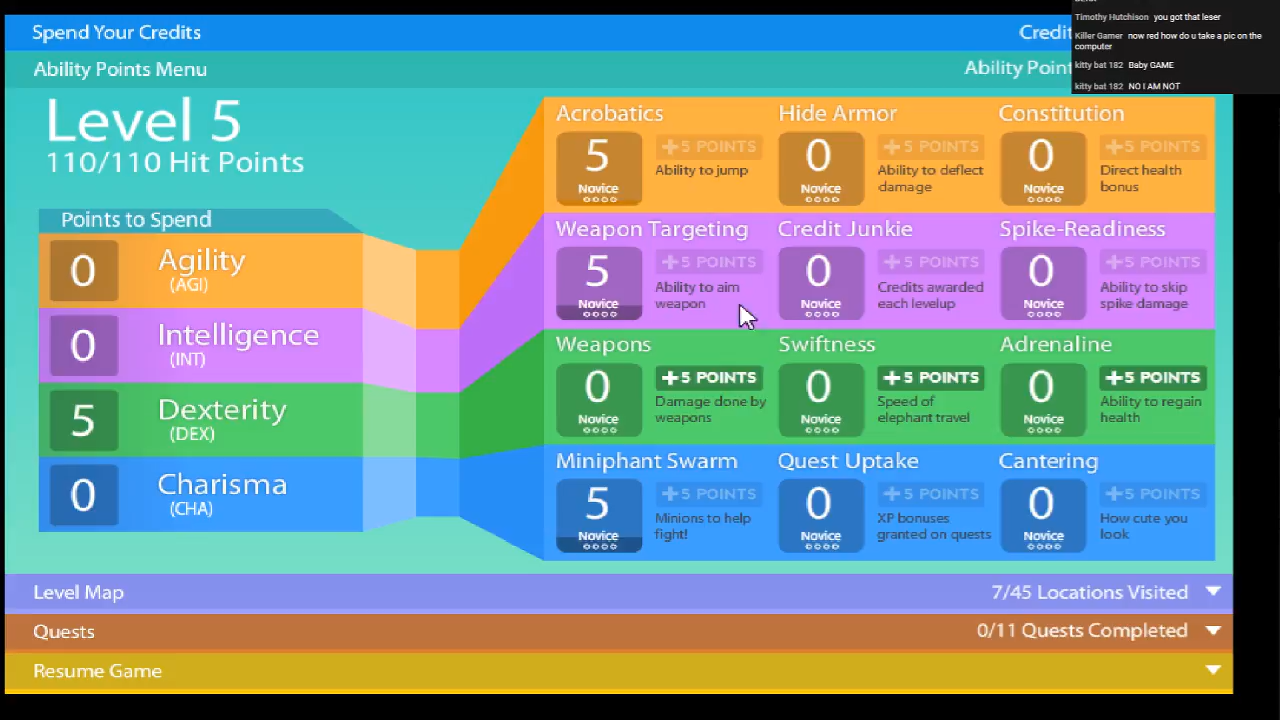 Timothy Hutchison you got that leser
Killer Gamer now red how do u take a pic on the
computer
kitty bat 182 Baby GAME
kitty bat 182 NO I AM NOT
Spend Your Credits
Ability Points Menu
Level 5
110/110 Hit Points
Points to Spend
0 Agility
(AGI)
0 Intelligence
(INT)
5 Dexterity
(DEX)
0 Charisma
(CHA)
Acrobatics Hide Armor Constitution
5 +5 POINTS 0 +5 POINTS 0 +5 POINTS
Ability to jump Ability to deflect Direct health
Novice Novice damage Novice bonus
Weapon Targeting Credit Junkie Spike-Readiness
5 +5 POINTS 0 +5 POINTS 0 +5 POINTS
Ability to aim Credits awarded Ability to skip
Novice weapon Novice each levelup Novice spike damage
Weapons Swiftness Adrenaline
0 +5 POINTS 0 +5 POINTS 0 +5 POINTS
Damage done by Speed of Ability to regain
Novice weapons Novice elephant travel Novice health
Miniphant Swarm Quest Uptake Cantering
5 +5 POINTS 0 +5 POINTS 0 +5 POINTS
Minions to help XP bonuses How cute you
Novice fight! Novice granted on quests Novice look
Level Map 7/45 Locations Visited
Quests 0/11 Quests Completed
Resume Game